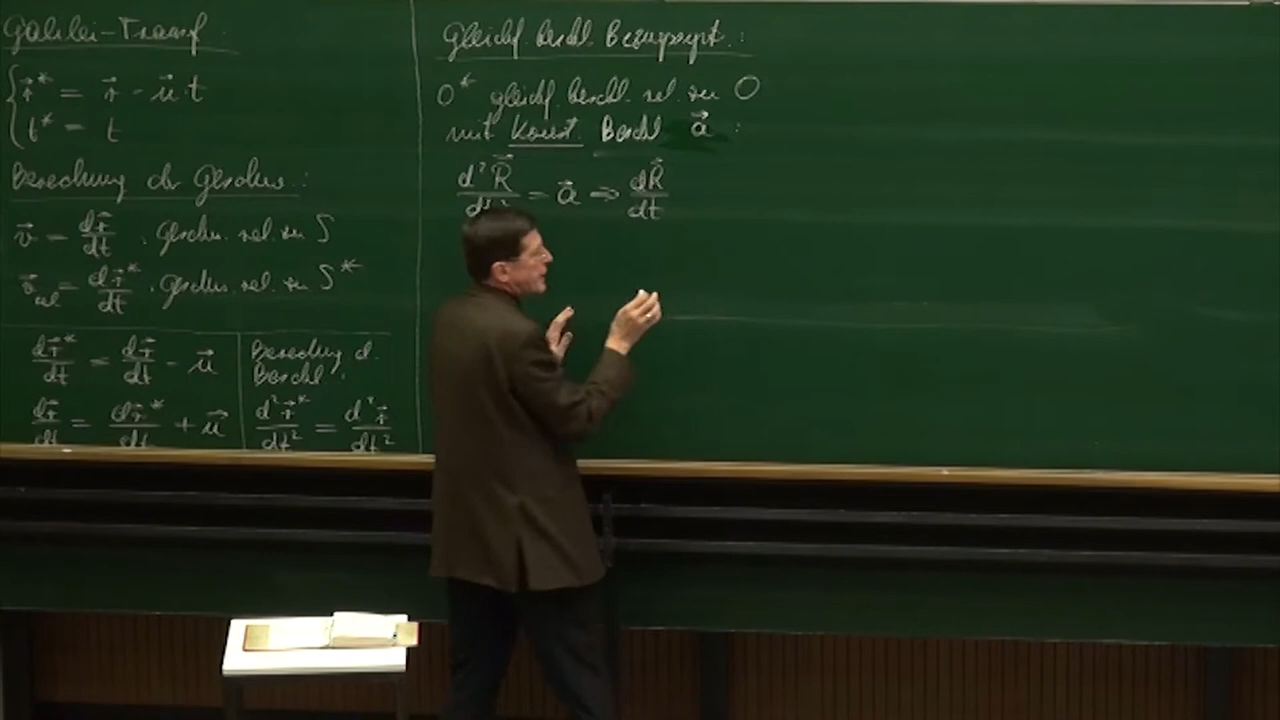 Galilei-Transf.
r⃗* = r⃗ - u⃗ t
t* = t
Berechnung der Geschw.:
v⃗ = dr⃗/dt : Geschw. rel. zu S
v⃗rel = dr⃗*/dt : Geschw. rel. zu S*
dr⃗*/dt = dr⃗/dt - u⃗
dr⃗/dt = dr⃗*/dt + u⃗
Berechnung d.
Beschl.:
d²r⃗*/dt² = d²r⃗/dt²
Gleichf. beschl. Bezugssyst.:
O* gleichf. beschl. rel. zu O
mit konst. Beschl a⃗ :
d²R⃗/dt² = a⃗ ⇒ dR⃗/dt